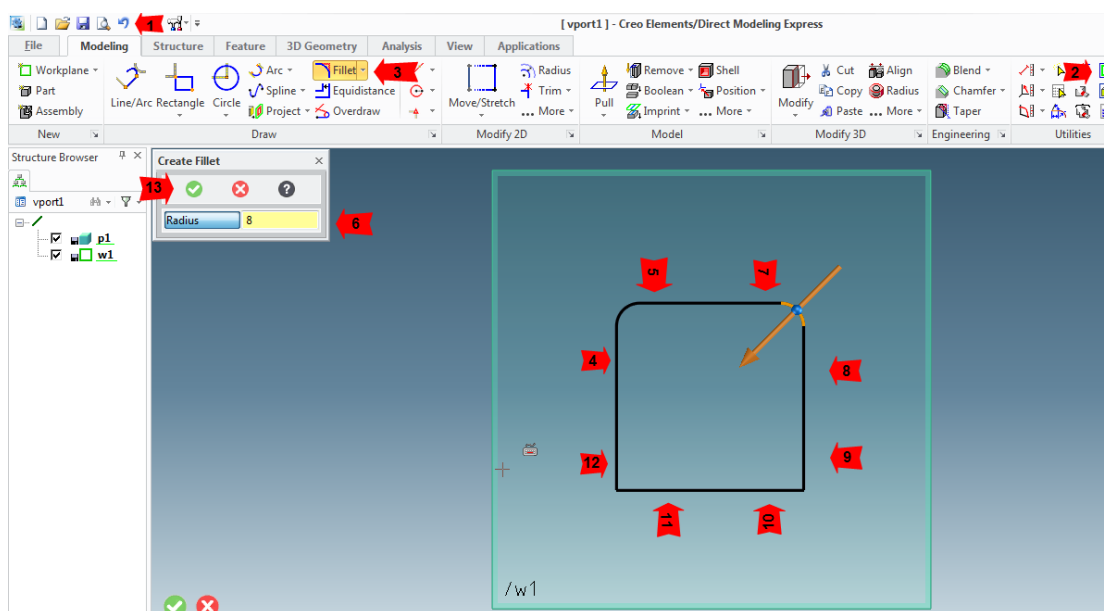 1
[ vport1 ] - Creo Elements/Direct Modeling Express
File Modeling Structure Feature 3D Geometry Analysis View Applications
Workplane Arc Fillet 3 Radius Remove Shell Cut Align Blend 2
Part Line/Arc Rectangle Circle Spline Equidistance Move/Stretch Trim Pull Boolean Position Modify Copy Radius Chamfer
Assembly Project Overdraw ... More Imprint ... More Paste ... More Taper
New Draw Modify 2D Model Modify 3D Engineering Utilities
Structure Browser
Create Fillet
13
vport1
Radius 8
6
p1
w1
5
7
4
8
12
9
11
10
/w1